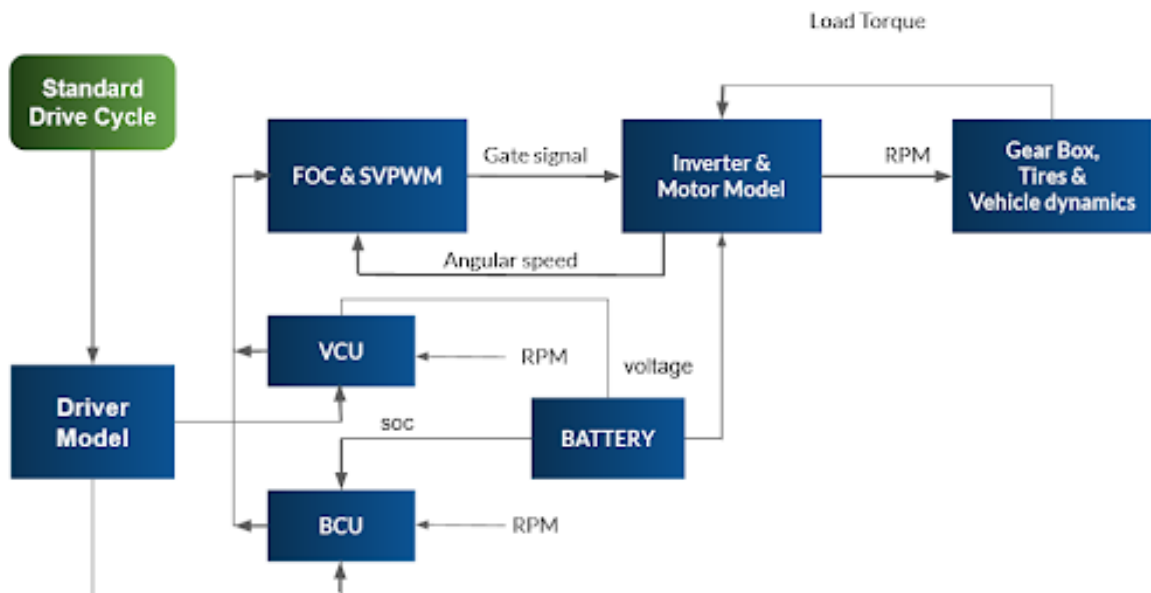 Load Torque
Standard
Drive Cycle
FOC & SVPWM
Gate signal
Inverter &
Motor Model
RPM
Gear Box,
Tires &
Vehicle dynamics
Angular speed
VCU
RPM
voltage
Driver
Model
soc
BATTERY
BCU
RPM